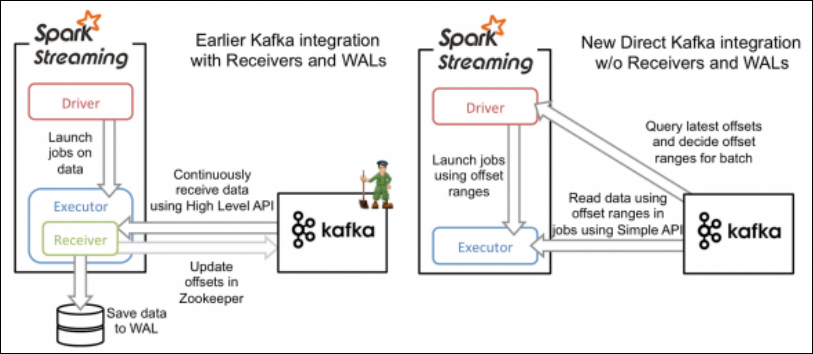 Spark
Streaming
Earlier Kafka integration
with Receivers and WALs
Driver
Launch
jobs on
data
Continuously
receive data
using High Level API
Executor
Receiver
kafka
Update
offsets in
Zookeeper
Save data
to WAL
Spark
Streaming
New Direct Kafka integration
w/o Receivers and WALs
Driver
Query latest offsets
and decide offset
ranges for batch
Launch jobs
using offset
ranges
Read data using
offset ranges in
jobs using Simple API
Executor
kafka